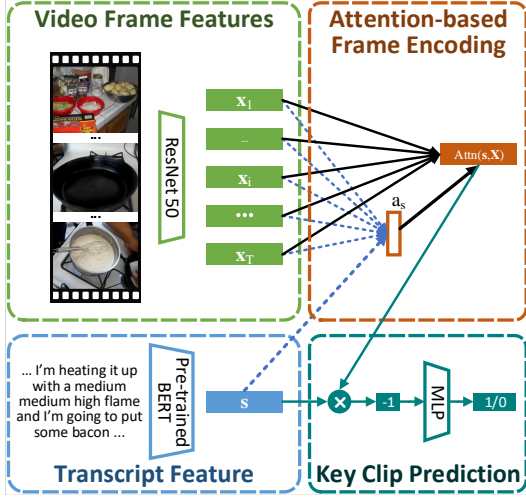 Video Frame Features
Attention-based
Frame Encoding
...
...
ResNet 50
x1
...
xi
...
xT
Attn(s,X)
as
... I'm heating it up
with a medium
medium high flame
and I'm going to put
some bacon ...
Pre-trained
BERT
s
×
-1
MLP
1/0
Transcript Feature
Key Clip Prediction